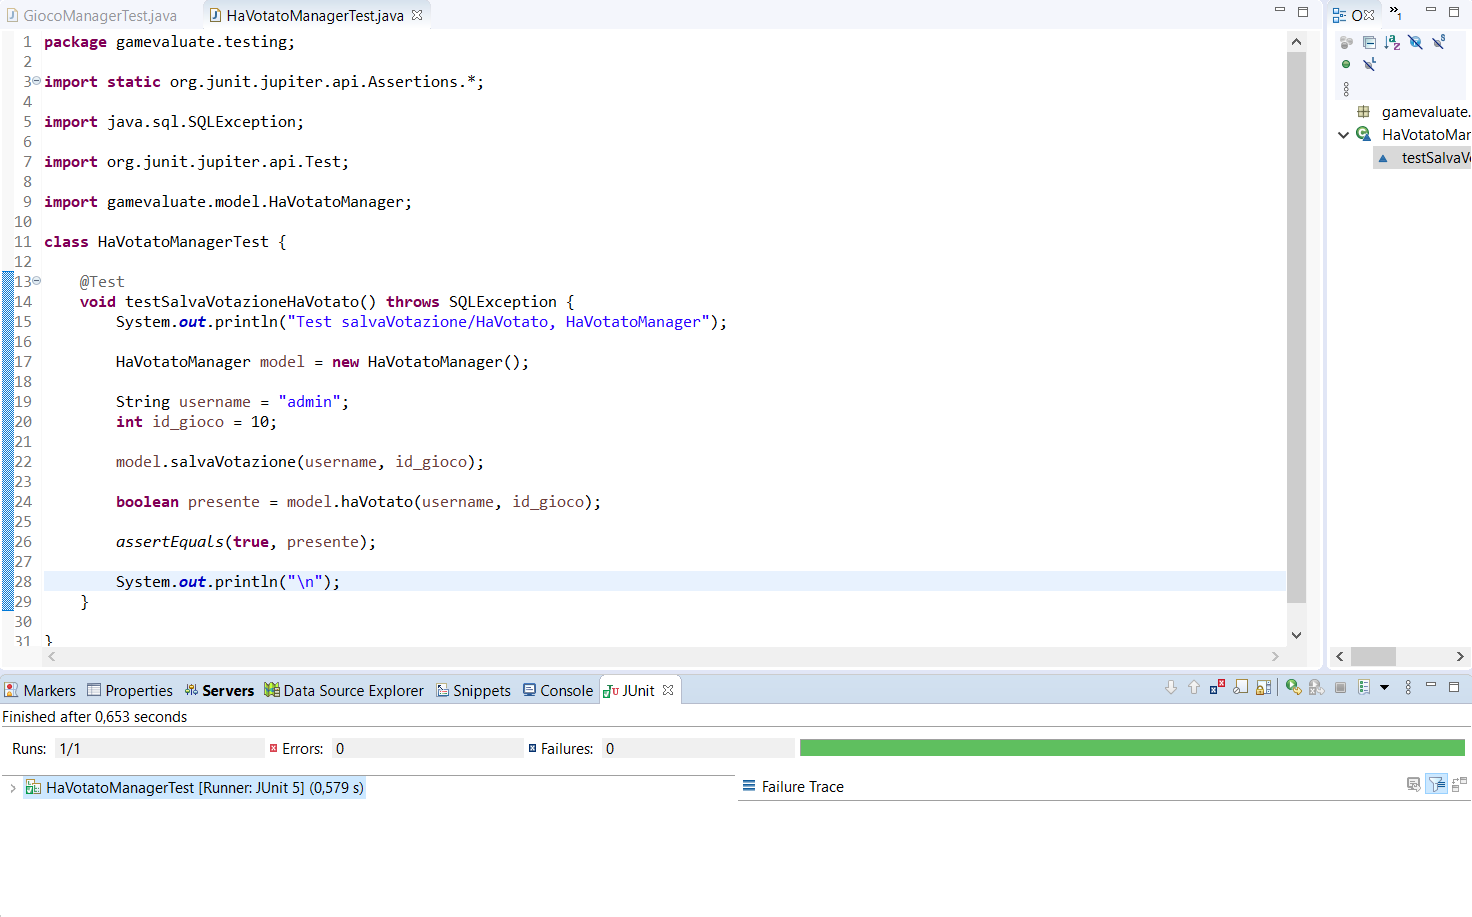 GiocoManagerTest.java
HaVotatoManagerTest.java
1 package gamevaluate.testing;
2
3 import static org.junit.jupiter.api.Assertions.*;
4
5 import java.sql.SQLException;
6
7 import org.junit.jupiter.api.Test;
8
9 import gamevaluate.model.HaVotatoManager;
10
11 class HaVotatoManagerTest {
12
13 @Test
14 void testSalvaVotazioneHaVotato() throws SQLException {
15 System.out.println("Test salvaVotazione/HaVotato, HaVotatoManager");
16
17 HaVotatoManager model = new HaVotatoManager();
18
19 String username = "admin";
20 int id_gioco = 10;
21
22 model.salvaVotazione(username, id_gioco);
23
24 boolean presente = model.haVotato(username, id_gioco);
25
26 assertEquals(true, presente);
27
28 System.out.println("\n");
29 }
30
31 }
O
1
gamevaluate.
HaVotatoMar
testSalvaV
Markers Properties Servers Data Source Explorer Snippets Console JUnit
Finished after 0,653 seconds
Runs: 1/1 Errors: 0 Failures: 0
HaVotatoManagerTest [Runner: JUnit 5] (0,579 s)
Failure Trace